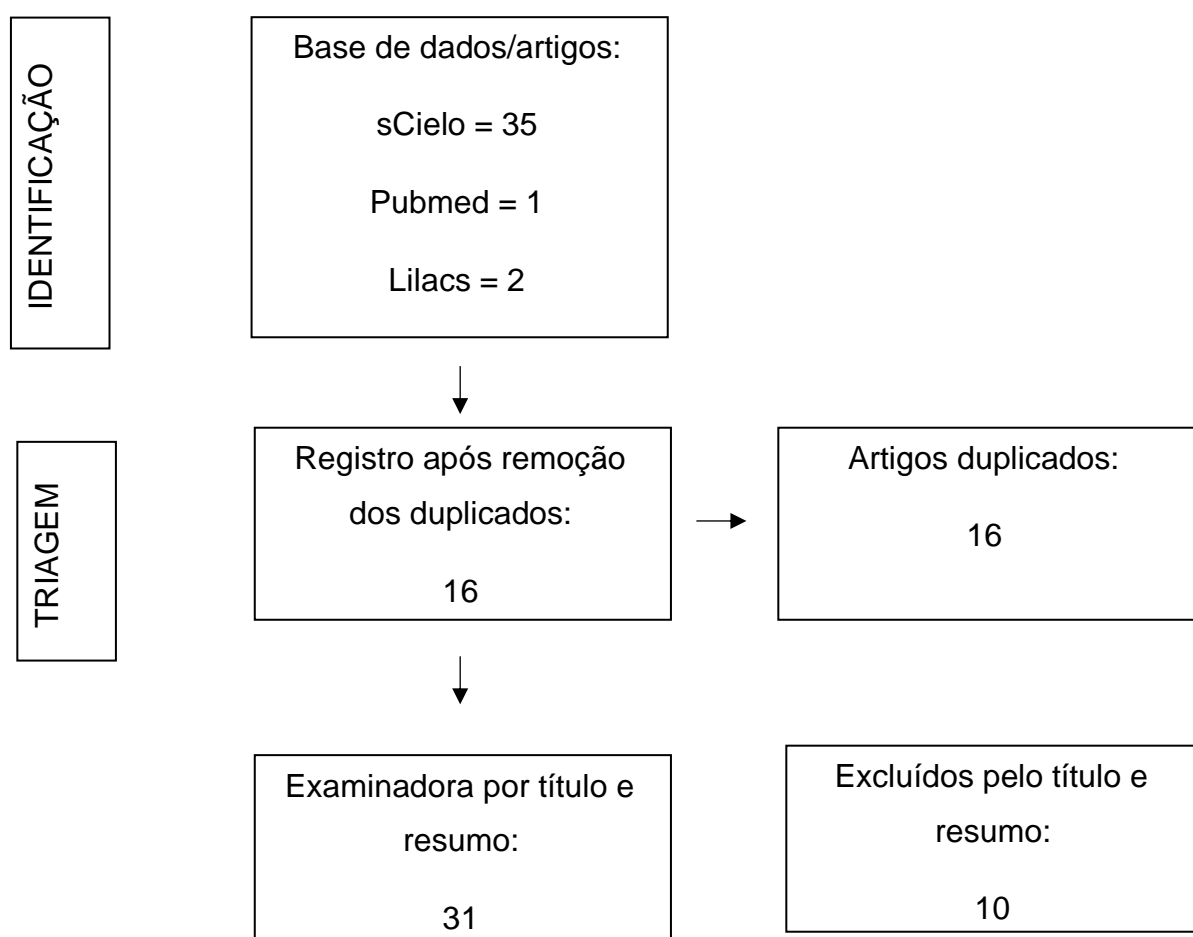 IDENTIFICAÇÃO
Base de dados/artigos:
sCielo = 35
Pubmed = 1
Lilacs = 2
TRIAGEM
Registro após remoção
dos duplicados:
16
Artigos duplicados:
16
Examinadora por título e
resumo:
31
Excluídos pelo título e
resumo:
10